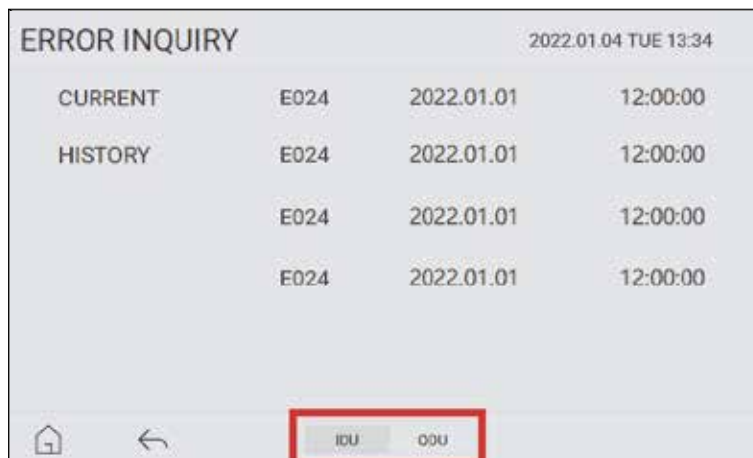 ERROR INQUIRY 2022.01.04 TUE 13:34
CURRENT E024 2022.01.01 12:00:00
HISTORY E024 2022.01.01 12:00:00
E024 2022.01.01 12:00:00
E024 2022.01.01 12:00:00
IDU ODU